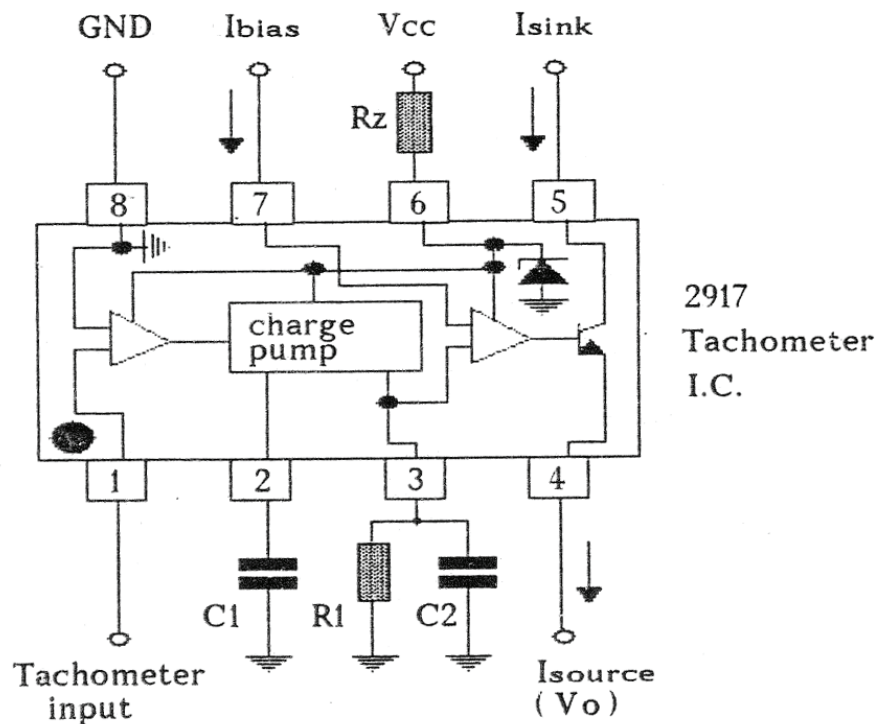 GND Ibias Vcc Isink
Rz
8 7 6 5
charge
pump
2917
Tachometer
I.C.
1 2 3 4
C1 R1 C2
Tachometer
input
Isource
(Vo)